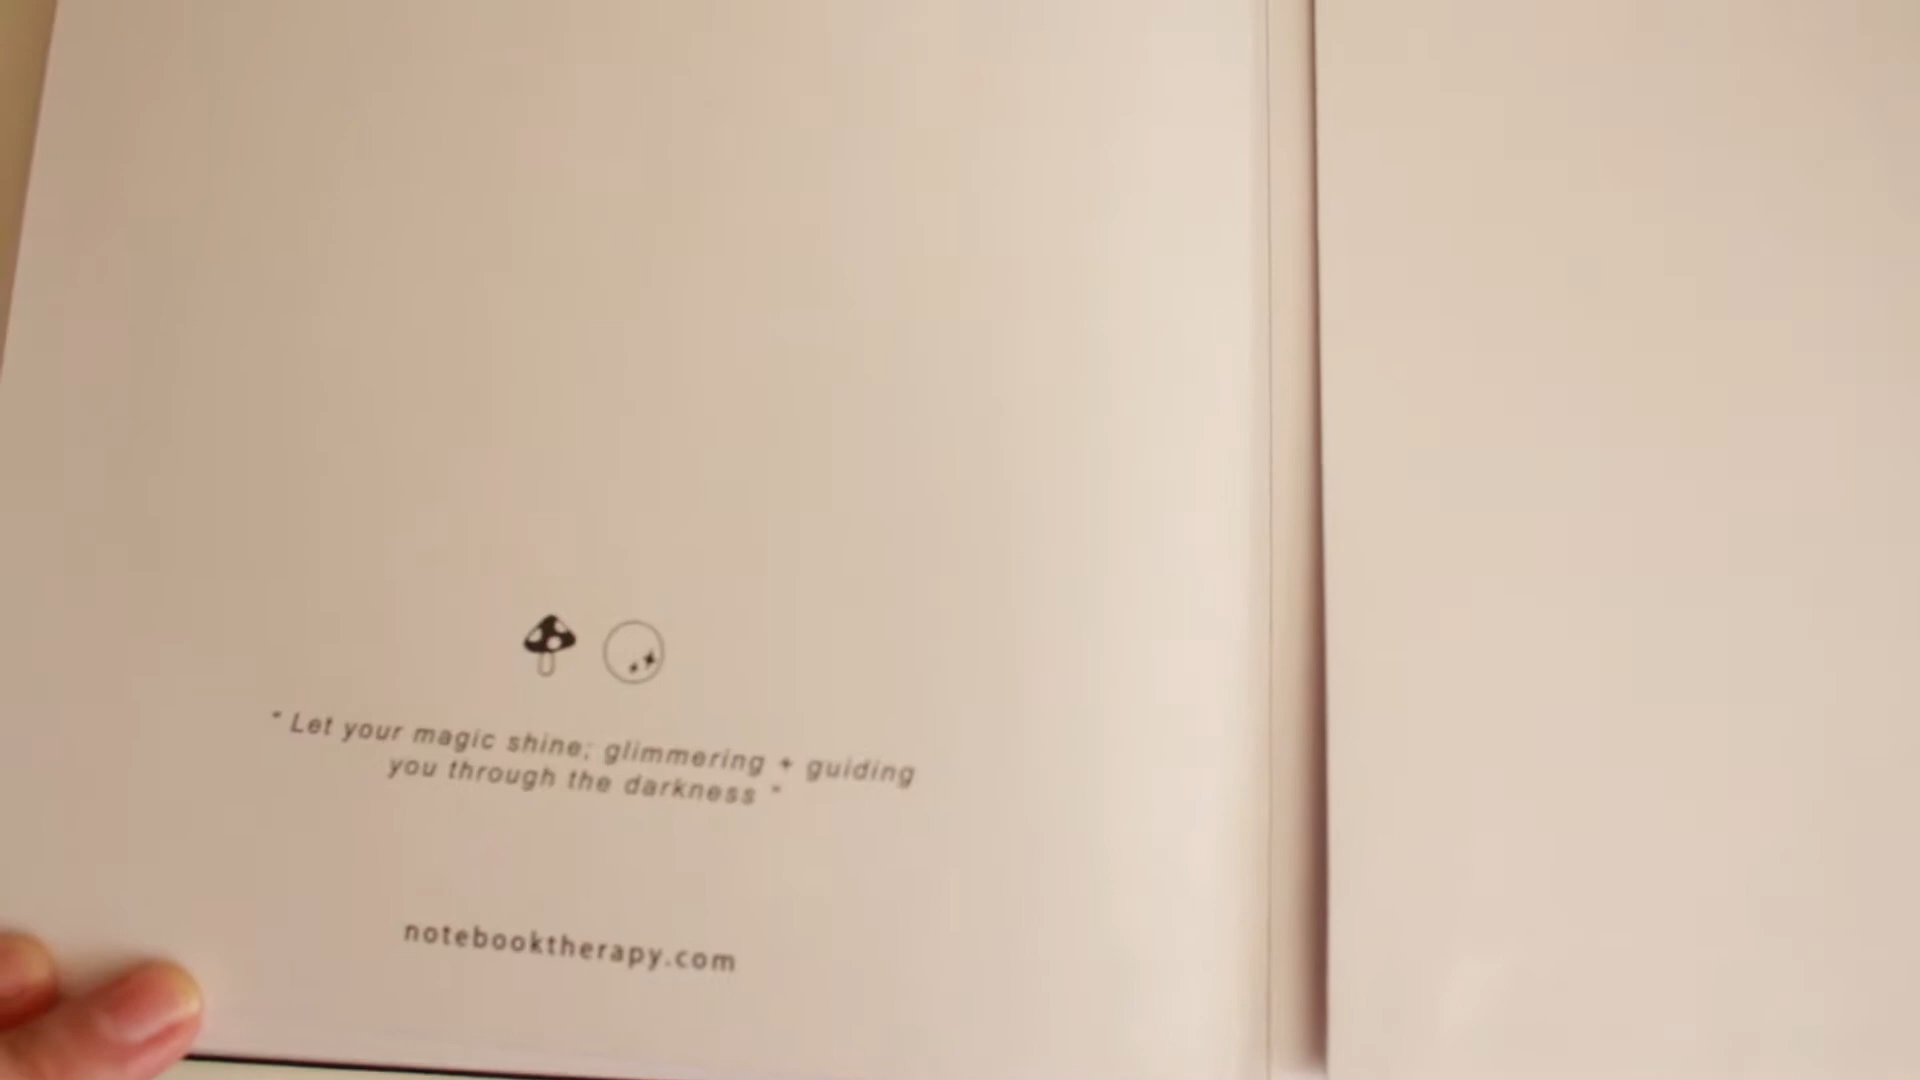 " Let your magic shine; glimmering + guiding
you through the darkness "
notebooktherapy.com